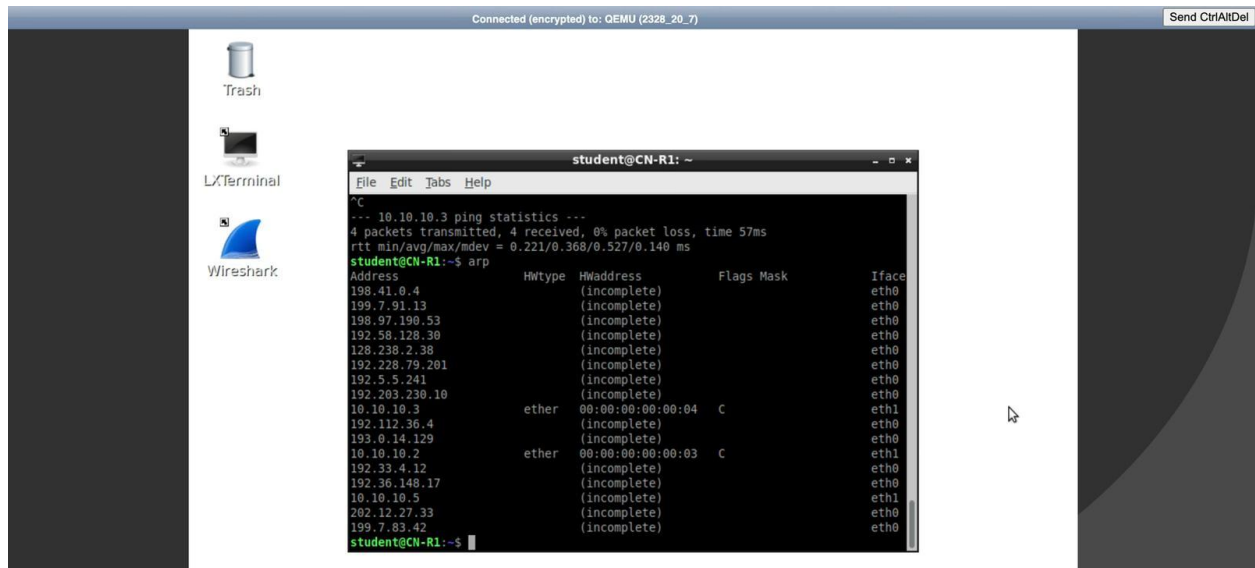 Connected (encrypted) to: QEMU (2328_20_7)
Send CtrlAltDel
Trash
LXTerminal
Wireshark
student@CN-R1: ~
File Edit Tabs Help
^C
--- 10.10.10.3 ping statistics ---
4 packets transmitted, 4 received, 0% packet loss, time 57ms
rtt min/avg/max/mdev = 0.221/0.368/0.527/0.140 ms
student@CN-R1:~$ arp
Address HWtype HWaddress Flags Mask Iface
198.41.0.4 (incomplete) eth0
199.7.91.13 (incomplete) eth0
198.97.190.53 (incomplete) eth0
192.58.128.30 (incomplete) eth0
128.238.2.38 (incomplete) eth0
192.228.79.201 (incomplete) eth0
192.5.5.241 (incomplete) eth0
192.203.230.10 (incomplete) eth0
10.10.10.3 ether 00:00:00:00:00:04 C eth1
192.112.36.4 (incomplete) eth0
193.0.14.129 (incomplete) eth0
10.10.10.2 ether 00:00:00:00:00:03 C eth1
192.33.4.12 (incomplete) eth0
192.36.148.17 (incomplete) eth0
10.10.10.5 (incomplete) eth1
202.12.27.33 (incomplete) eth0
199.7.83.42 (incomplete) eth0
student@CN-R1:~$